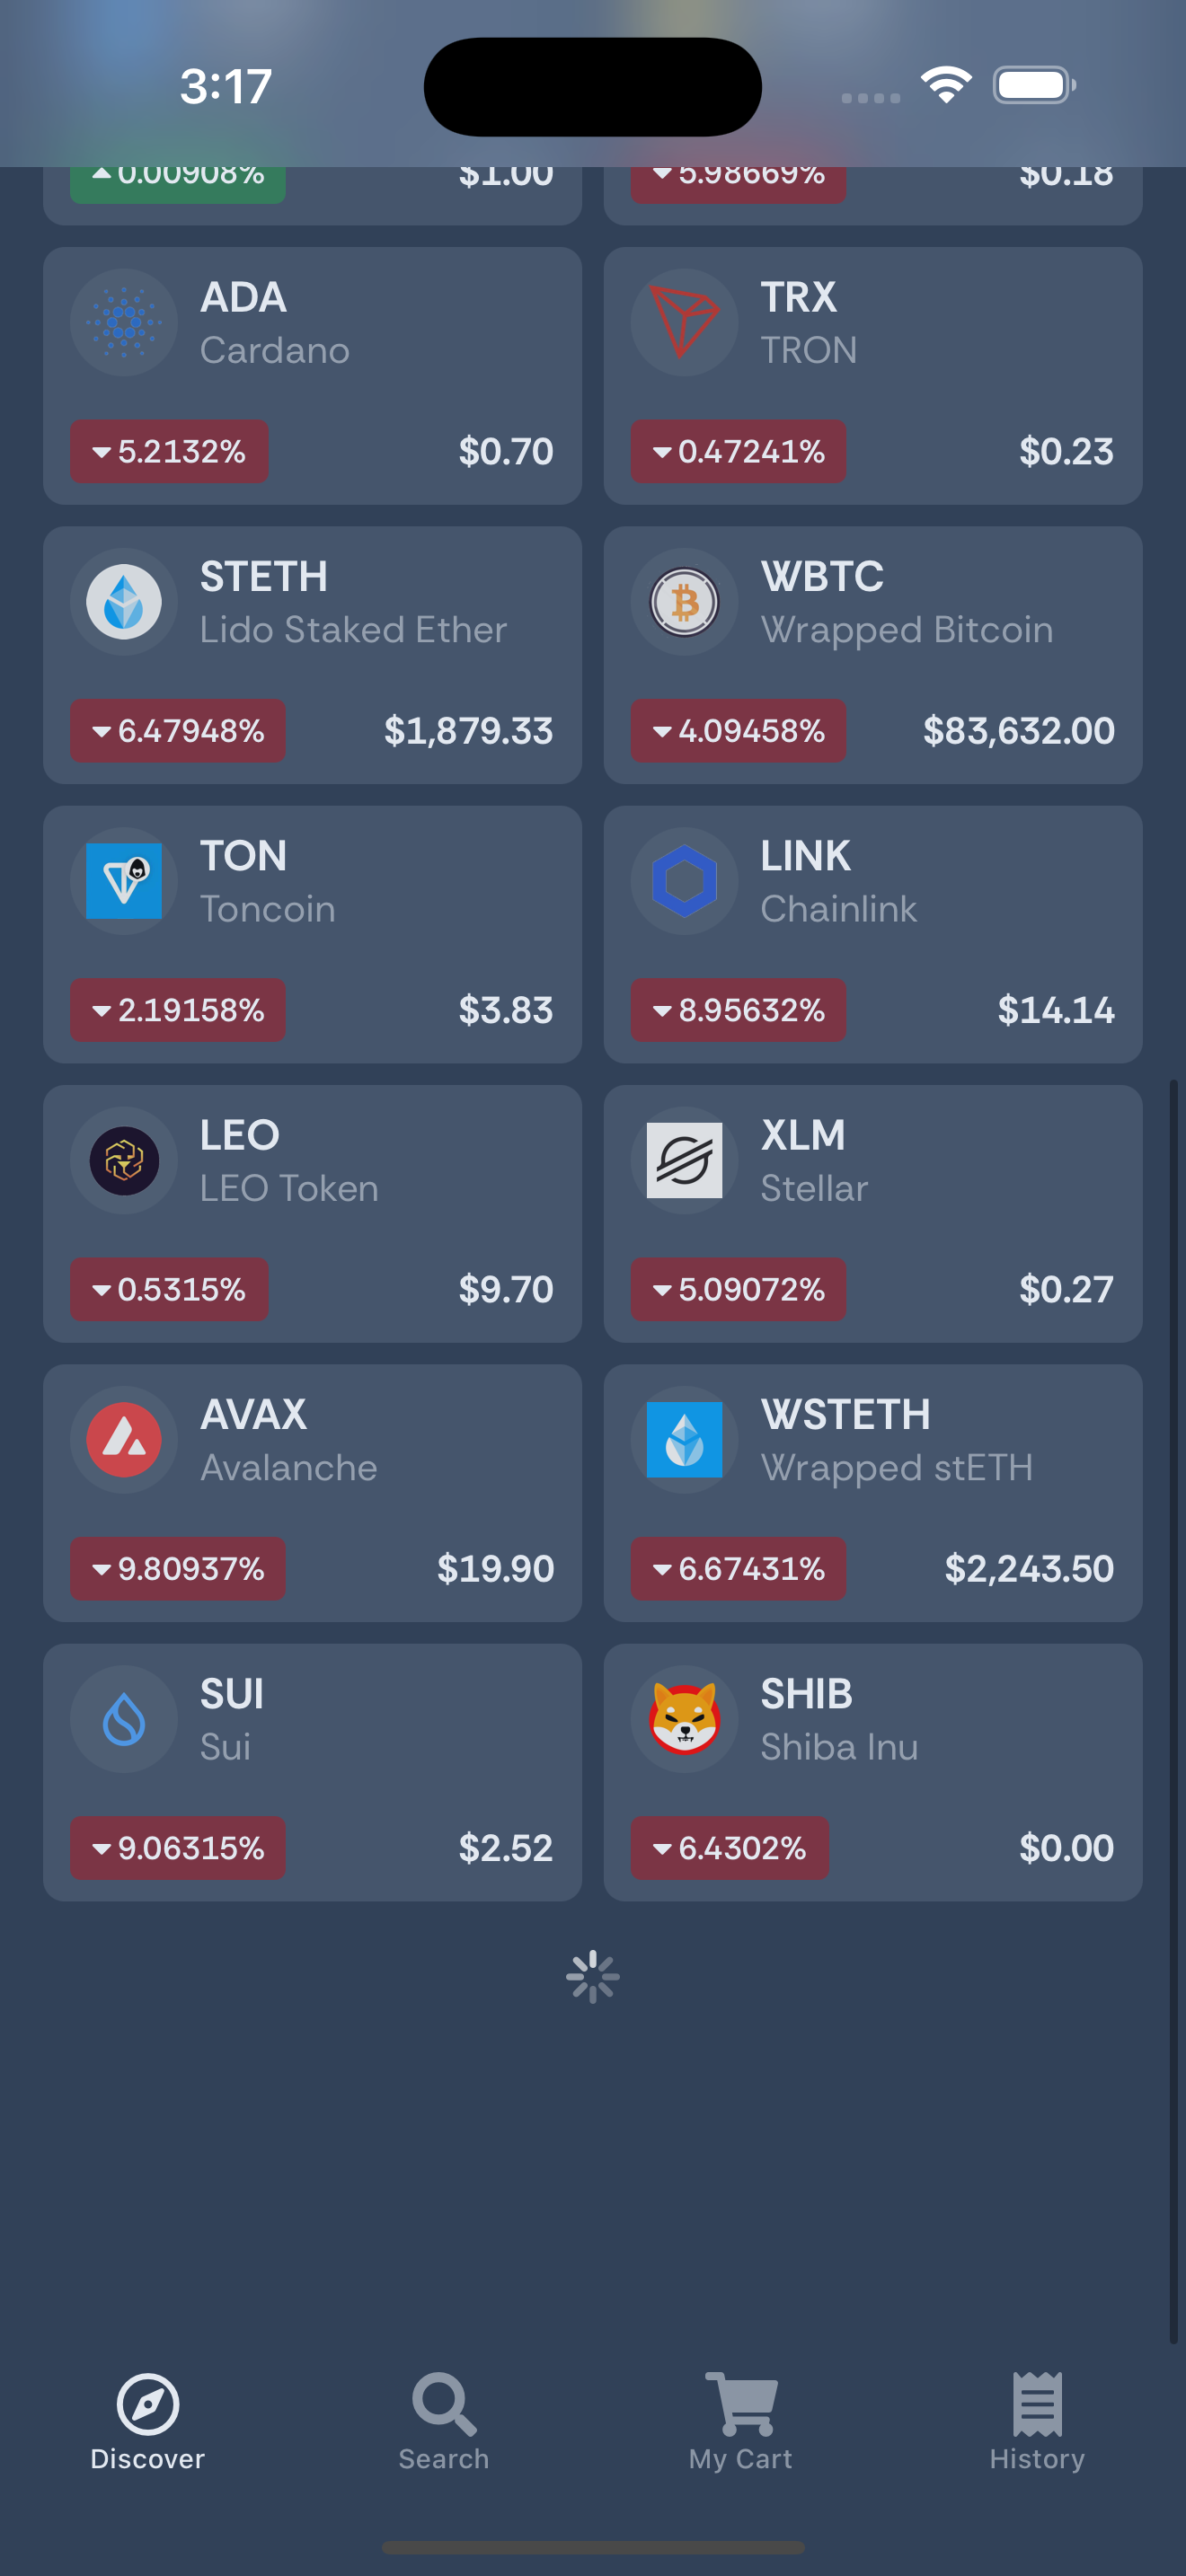 3:17
0.00908% $1.00 5.98669% $0.18
ADA TRX
Cardano TRON
5.2132% $0.70 0.47241% $0.23
STETH WBTC
Lido Staked Ether Wrapped Bitcoin
6.47948% $1,879.33 4.09458% $83,632.00
TON LINK
Toncoin Chainlink
2.19158% $3.83 8.95632% $14.14
LEO XLM
LEO Token Stellar
0.5315% $9.70 5.09072% $0.27
AVAX WSTETH
Avalanche Wrapped stETH
9.80937% $19.90 6.67431% $2,243.50
SUI SHIB
Sui Shiba Inu
9.06315% $2.52 6.4302% $0.00
Discover Search My Cart History